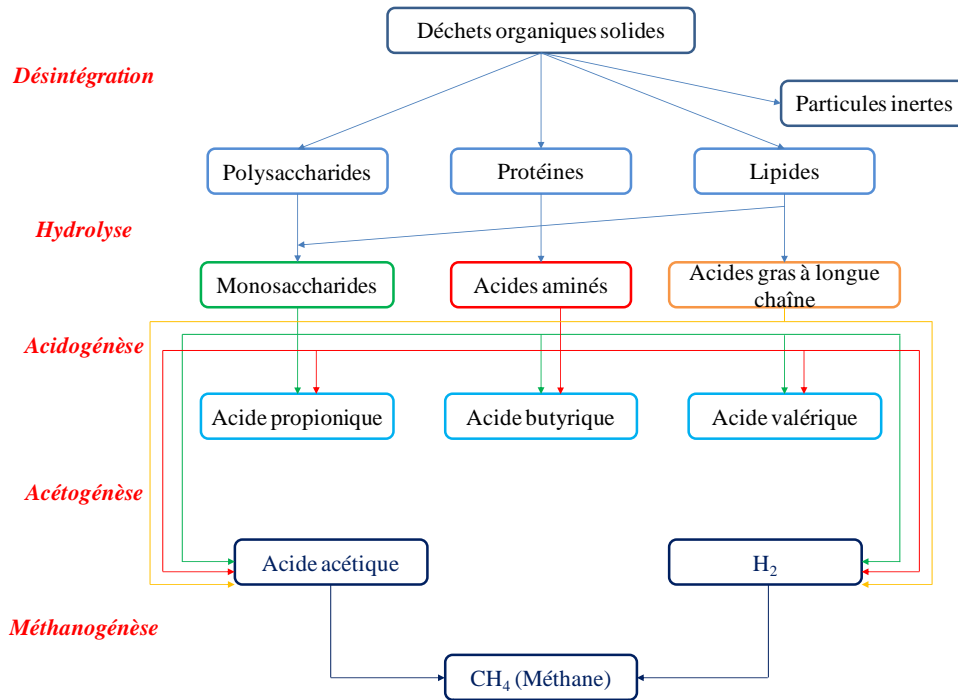 Déchets organiques solides
Désintégration
Particules inertes
Polysaccharides
Protéines
Lipides
Hydrolyse
Monosaccharides
Acides aminés
Acides gras à longue
chaîne
Acidogénèse
Acide propionique
Acide butyrique
Acide valérique
Acétogénèse
Acide acétique
H₂
Méthanogénèse
CH₄ (Méthane)